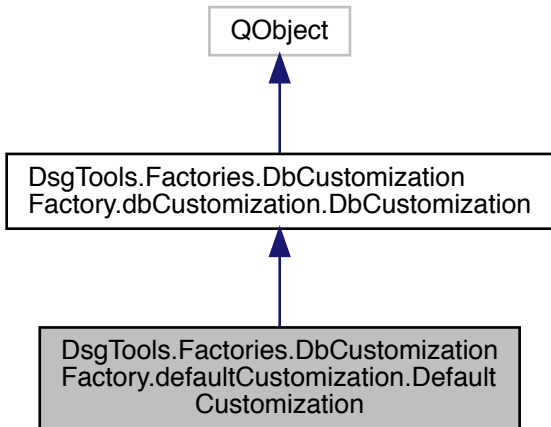 QObject
DsgTools.Factories.DbCustomization
Factory.dbCustomization.DbCustomization
DsgTools.Factories.DbCustomization
Factory.defaultCustomization.Default
Customization